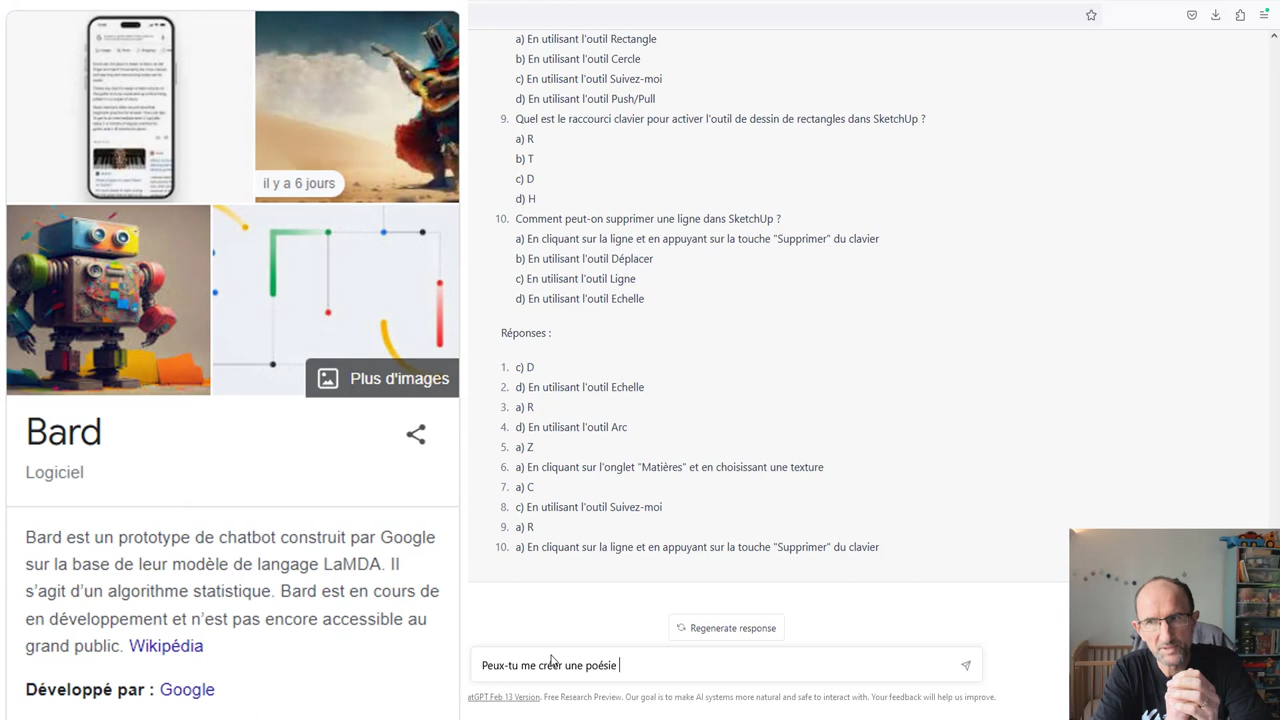 il y a 6 jours
Plus d'images
Bard
Logiciel
Bard est un prototype de chatbot construit par Google
sur la base de leur modèle de langage LaMDA. Il
s'agit d'un algorithme statistique. Bard est en cours de
en développement et n'est pas encore accessible au
grand public. Wikipédia
Développé par : Google
a) En utilisant l'outil Rectangle
b) En utilisant l'outil Cercle
c) En utilisant l'outil Suivez-moi
d) En utilisant l'outil Push/Pull
9. Quel est le raccourci clavier pour activer l'outil de dessin de rectangle dans SketchUp ?
a) R
b) T
c) D
d) H
10. Comment peut-on supprimer une ligne dans SketchUp ?
a) En cliquant sur la ligne et en appuyant sur la touche "Supprimer" du clavier
b) En utilisant l'outil Déplacer
c) En utilisant l'outil Ligne
d) En utilisant l'outil Echelle
Réponses :
1. c) D
2. d) En utilisant l'outil Echelle
3. a) R
4. d) En utilisant l'outil Arc
5. a) Z
6. a) En cliquant sur l'onglet "Matières" et en choisissant une texture
7. a) C
8. c) En utilisant l'outil Suivez-moi
9. a) R
10. a) En cliquant sur la ligne et en appuyant sur la touche "Supprimer" du clavier
Regenerate response
Peux-tu me créer une poésie
atGPT Feb 13 Version. Free Research Preview. Our goal is to make AI systems more natural and safe to interact with. Your feedback will help us improve.